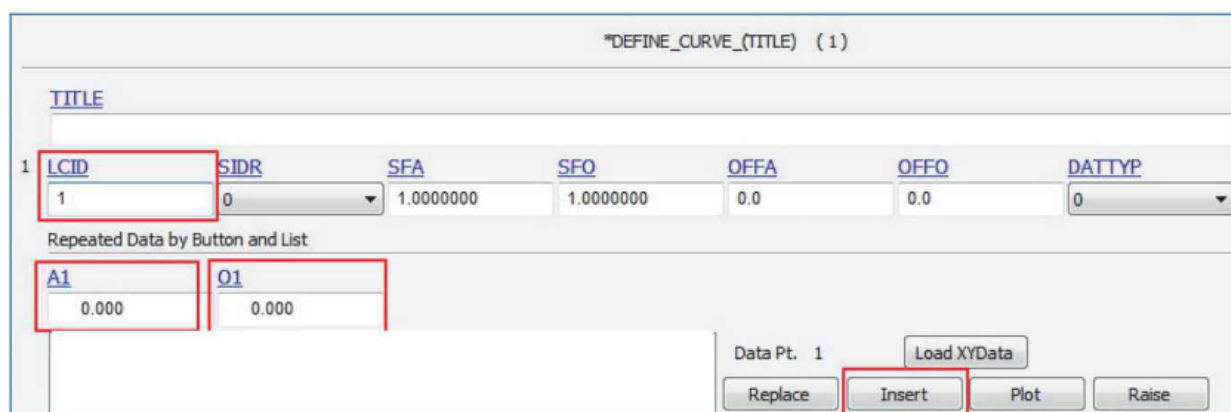 *DEFINE_CURVE_(TITLE) (1)
TITLE
1 LCID SIDR SFA SFO OFFA OFFO DATTYP
1 0 1.0000000 1.0000000 0.0 0.0 0
Repeated Data by Button and List
A1 O1
0.000 0.000
Data Pt. 1 Load XYData
Replace Insert Plot Raise